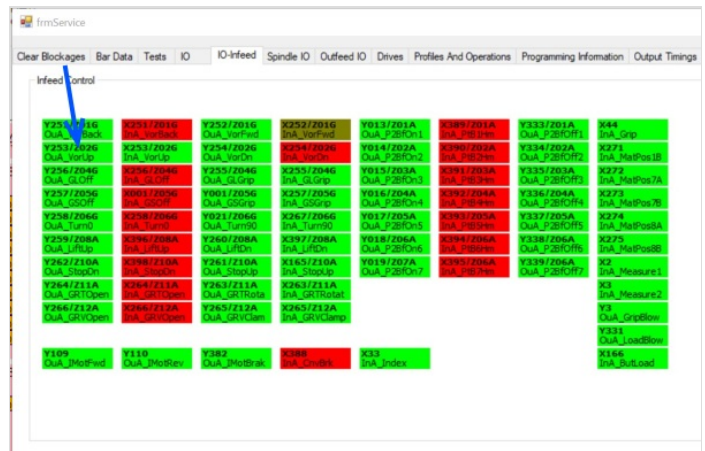 frmService
Clear Blockages Bar Data Tests IO IO-Infeed Spindle IO Outfeed IO Drives Profiles And Operations Programming Information Output Timings
Infeed Control
X251/Z01G Y252/Z01G X252/Z01G Y013/Z01A X389/Z01A Y333/Z01A X44
InA_VorBack OuA_VorFwd InA_VorFwd OuA_P2BfOn1 InA_PtB1Hm OuA_P2BfOff1 InA_Grip
Y253/Z02G X253/Z02G Y254/Z02G X254/Z02G Y014/Z02A X390/Z02A Y334/Z02A X271
OuA_VorUp InA_VorUp OuA_VorDn InA_VorDn OuA_P2BfOn2 InA_PtB2Hm OuA_P2BfOff2 InA_MatPos1B
Y256/Z04G X256/Z04G Y255/Z04G X255/Z04G Y015/Z03A X391/Z03A Y335/Z03A X272
OuA_GLOff InA_GLOff OuA_GLGrip InA_GLGrip OuA_P2BfOn3 InA_PtB3Hm OuA_P2BfOff3 InA_MatPos7A
Y257/Z05G X001/Z05G Y001/Z05G X257/Z05G Y016/Z04A X392/Z04A Y336/Z04A X273
OuA_GSOff InA_GSOff OuA_GSGrip InA_GSGrip OuA_P2BfOn4 InA_PtB4Hm OuA_P2BfOff4 InA_MatPos7B
Y258/Z06G X258/Z06G Y021/Z06G X267/Z06G Y017/Z05A X393/Z05A Y337/Z05A X274
OuA_Turn0 InA_Turn0 OuA_Turn90 InA_Turn90 OuA_P2BfOn5 InA_PtB5Hm OuA_P2BfOff5 InA_MatPos8A
Y259/Z08A X396/Z08A Y260/Z08A X397/Z08A Y018/Z06A X394/Z06A Y338/Z06A X275
OuA_LiftUp InA_LiftUp OuA_LiftDn InA_LiftDn OuA_P2BfOn6 InA_PtB6Hm OuA_P2BfOff6 InA_MatPos8B
Y262/Z10A X398/Z10A Y261/Z10A X165/Z10A Y019/Z07A X395/Z06A Y339/Z06A X2
OuA_StopDn InA_StopDn OuA_StopUp InA_StopUp OuA_P2BfOn7 InA_PtB7Hm OuA_P2BfOff7 InA_Measure1
Y264/Z11A X264/Z11A Y263/Z11A X263/Z11A X3
OuA_GRTOpen InA_GRTOpen OuA_GRTRota InA_GRTRotat InA_Measure2
Y266/Z12A X266/Z12A Y265/Z12A X265/Z12A Y3
OuA_GRVOpen InA_GRVOpen OuA_GRVClam InA_GRVClamp OuA_GripBlow
Y331
OuA_LoadBlow
Y109 Y110 Y382 X388 X33 X166
OuA_IMotFwd OuA_IMotRev OuA_IMotBrak InA_CnvBrk InA_Index InA_ButLoad